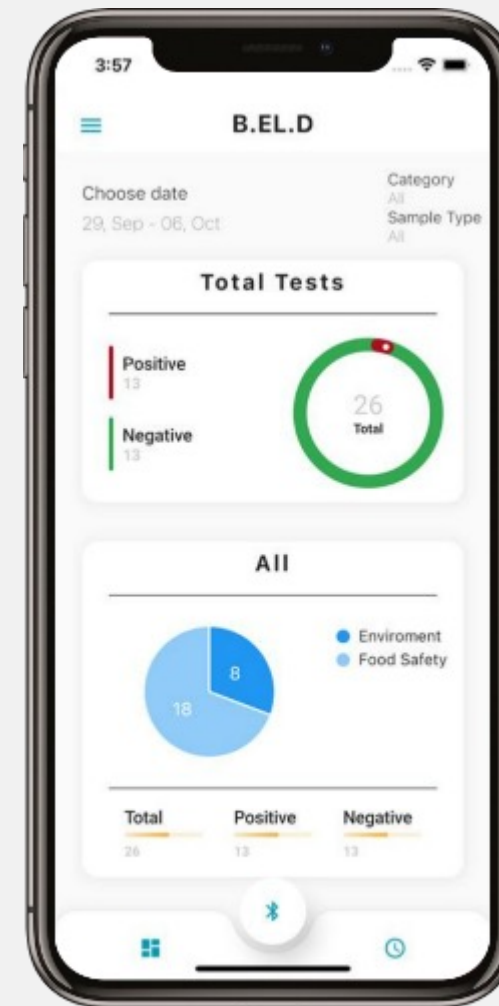 3:57
B.EL.D
Choose date
29, Sep - 06, Oct
Category
All
Sample Type
All
Total Tests
Positive
13
Negative
13
26
Total
All
8
18
Enviroment
Food Safety
Total
26
Positive
13
Negative
13